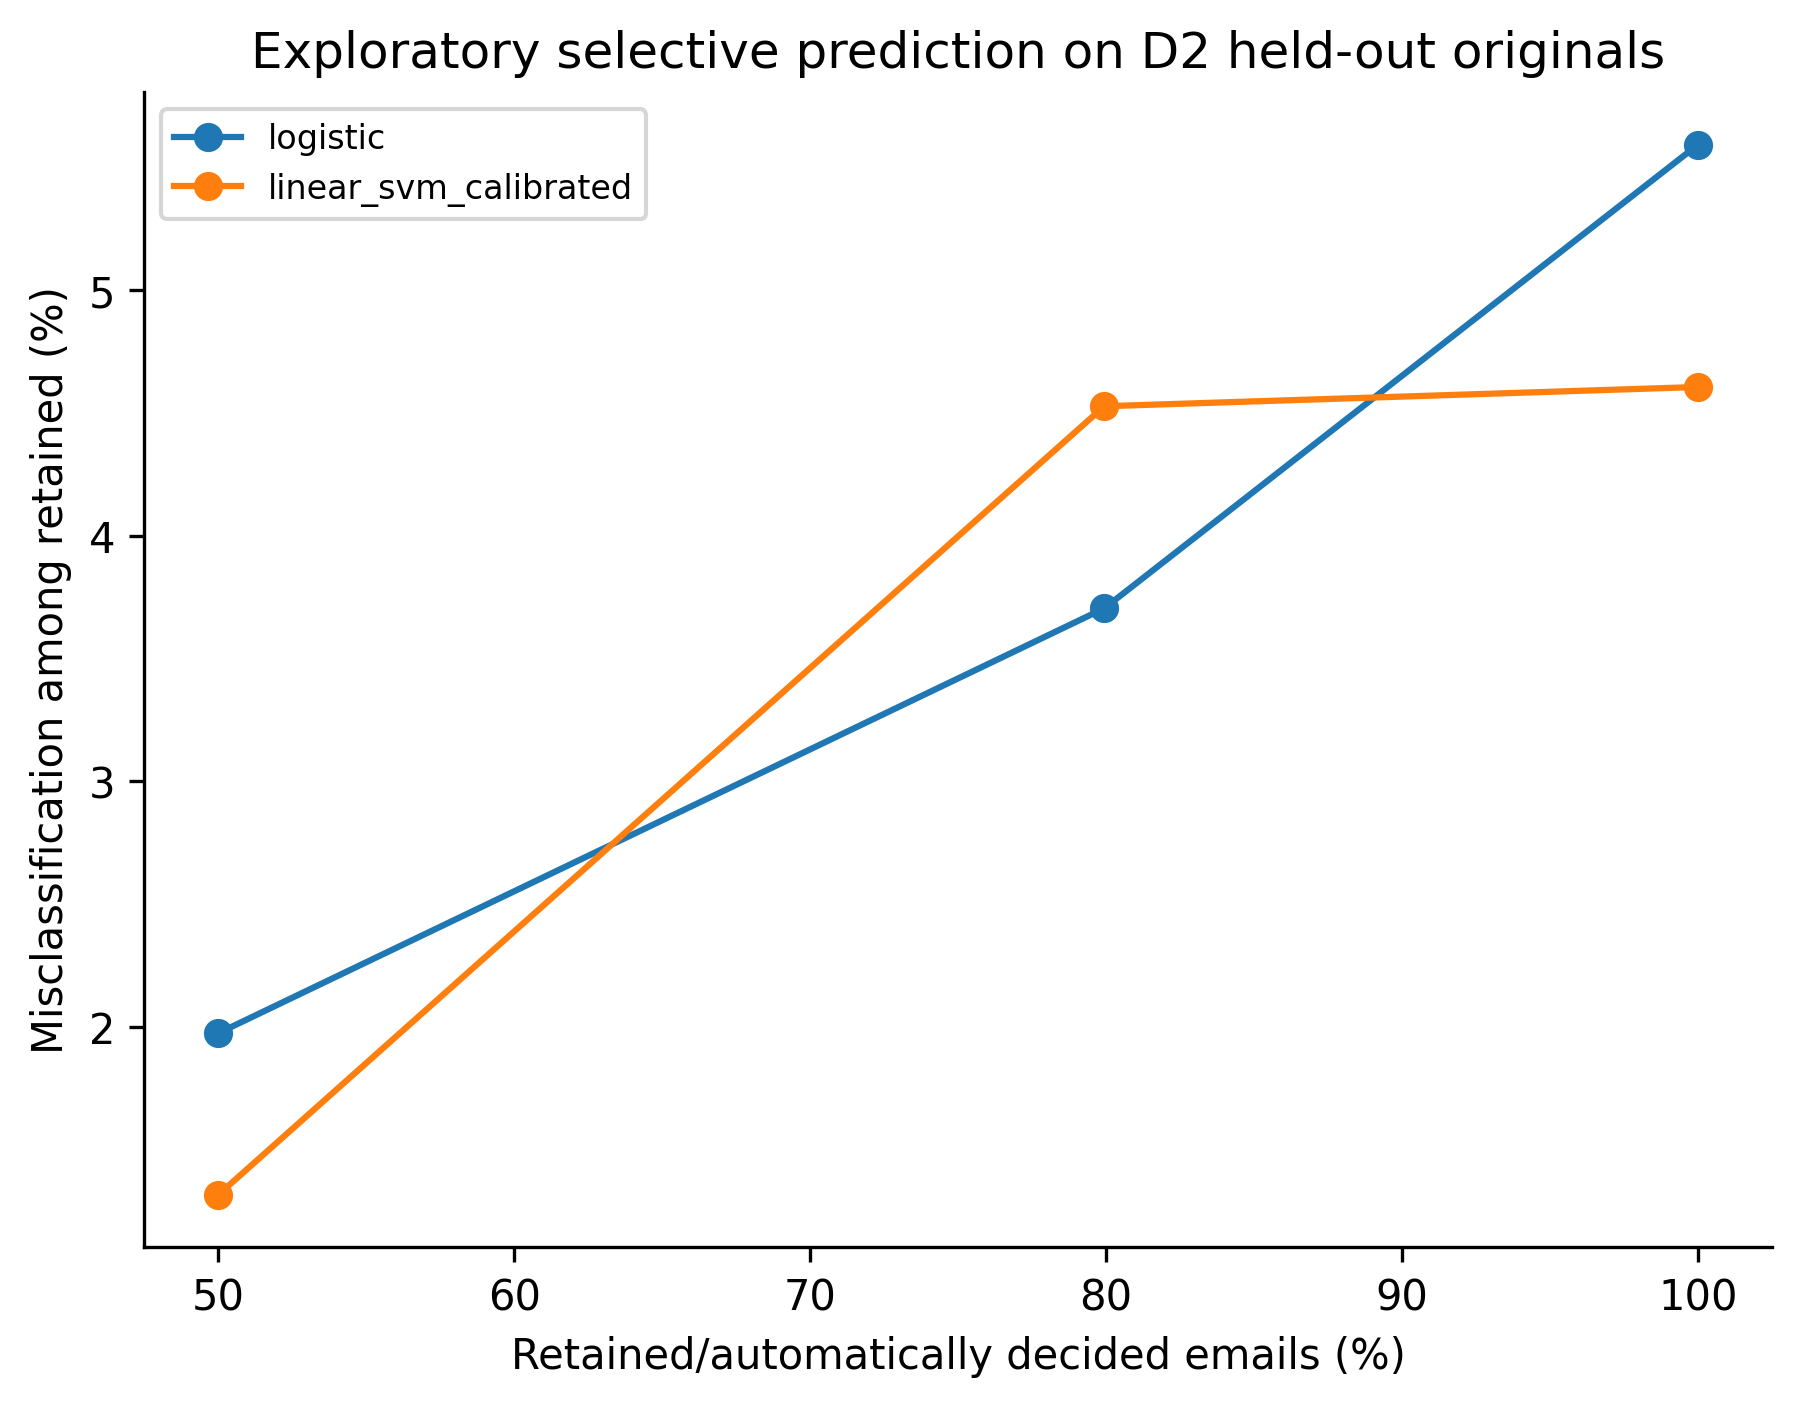 Exploratory selective prediction on D2 held-out originals
logistic
linear_svm_calibrated
Misclassification among retained (%)
5
4
3
2
50 60 70 80 90 100
Retained/automatically decided emails (%)